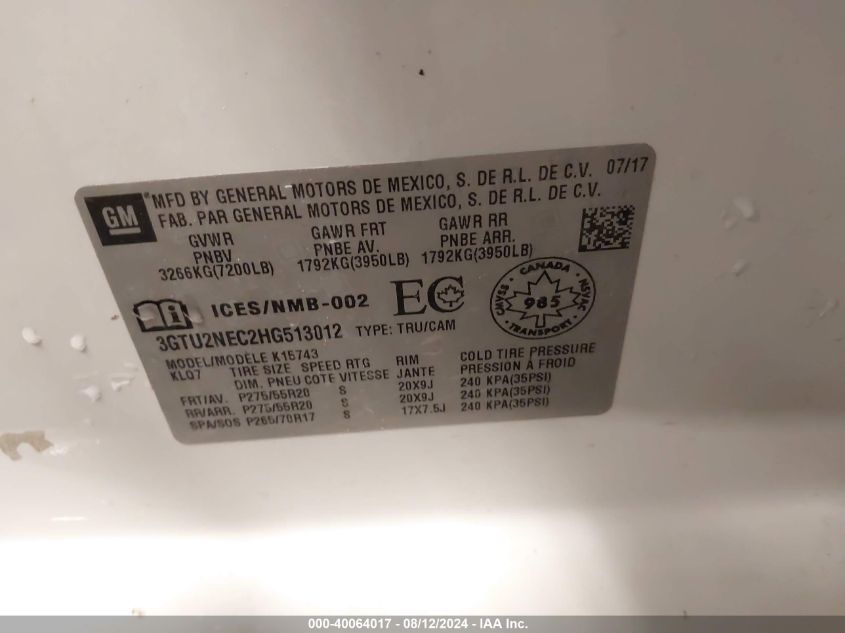 GM
MFD BY GENERAL MOTORS DE MEXICO, S. DE R.L. DE C.V. 07/17
FAB. PAR GENERAL MOTORS DE MEXICO, S. DE R.L. DE C.V.
GVWR GAWR FRT GAWR RR
PNBV PNBE AV. PNBE ARR.
3266KG(7200LB) 1792KG(3950LB) 1792KG(3950LB)
ICES/NMB-002 EC
CANADA
CMVSS 985 NSVAC
TRANSPORT
3GTU2NEC2HG513012 TYPE: TRU/CAM
MODEL/MODÈLE K15743
KLQ7 TIRE SIZE SPEED RTG RIM COLD TIRE PRESSURE
DIM. PNEU COTE VITESSE JANTE PRESSION À FROID
FRT/AV. P275/55R20 S 20X9J 240 KPA(35PSI)
RR/ARR. P275/55R20 S 20X9J 240 KPA(35PSI)
SPA/SOS P265/70R17 S 17X7.5J 240 KPA(35PSI)
000-40064017 - 08/12/2024 - IAA Inc.